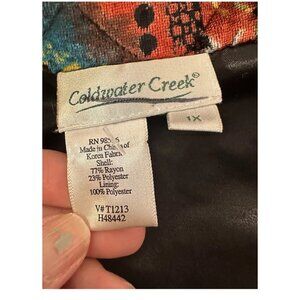 Coldwater Creek®
1X
RN
Made in China of
Korea Fabric
Shell:
77% Rayon
23% Polyester
Lining:
100% Polyester
V# T1213
H48442